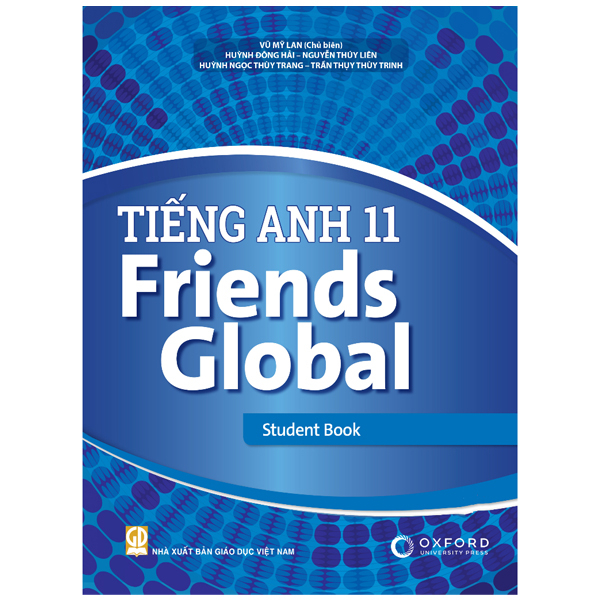 VŨ MỸ LAN (Chủ biên)
HUỲNH ĐÔNG HẢI – NGUYỄN THÚY LIÊN
HUỲNH NGỌC THÙY TRANG – TRẦN THỤY THÙY TRINH
TIẾNG ANH 11
Friends
Global
Student Book
GD
NHÀ XUẤT BẢN GIÁO DỤC VIỆT NAM
OXFORD
UNIVERSITY PRESS